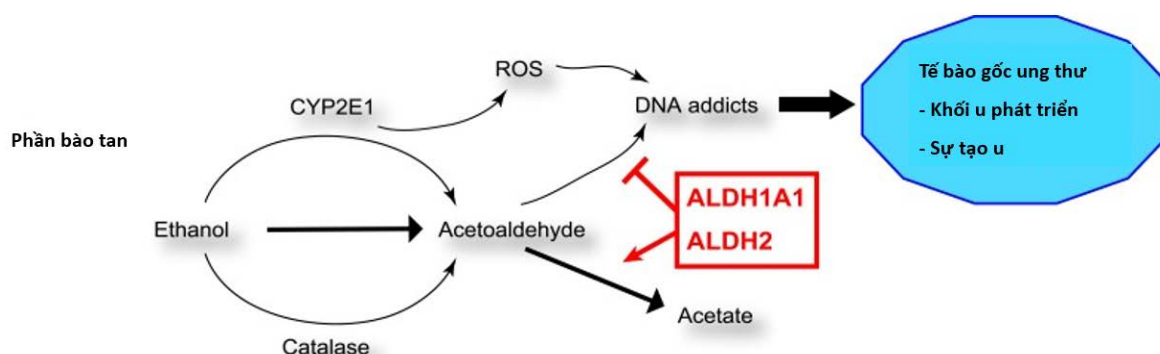 ROS
CYP2E1
DNA addicts
Tế bào gốc ung thư
- Khối u phát triển
- Sự tạo u
Phần bào tan
ALDH1A1
ALDH2
Ethanol
Acetoaldehyde
Acetate
Catalase